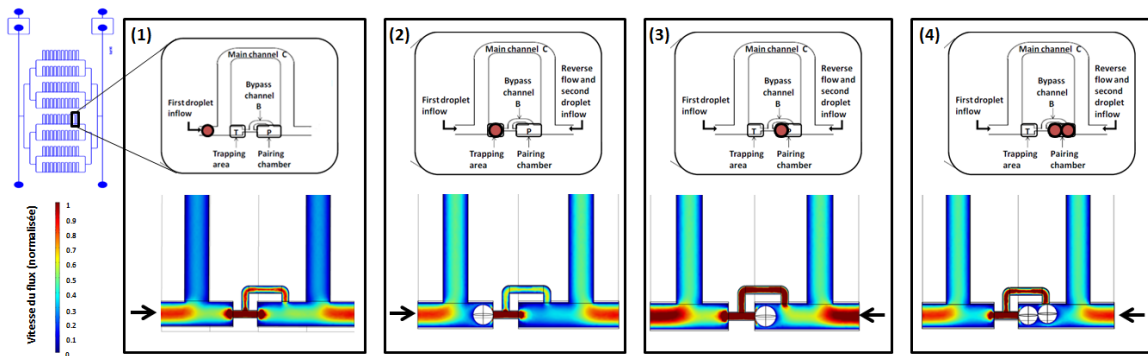 (1)
Main channel C
Bypass
channel
B
First droplet
inflow
T
P
Trapping
area
Pairing
chamber
(2)
Main channel C
Reverse
flow and
second
droplet
inflow
Bypass
channel
B
First droplet
inflow
P
Trapping
area
Pairing
chamber
(3)
Main channel C
Reverse
flow and
second
droplet
inflow
Bypass
channel
B
First droplet
inflow
T
P
Trapping
area
Pairing
chamber
(4)
Main channel C
Reverse
flow and
second
droplet
inflow
Bypass
channel
B
First droplet
inflow
T
Trapping
area
Pairing
chamber
Vitesse du flux (normalisée)
1
0.9
0.8
0.7
0.6
0.5
0.4
0.3
0.2
0.1
0